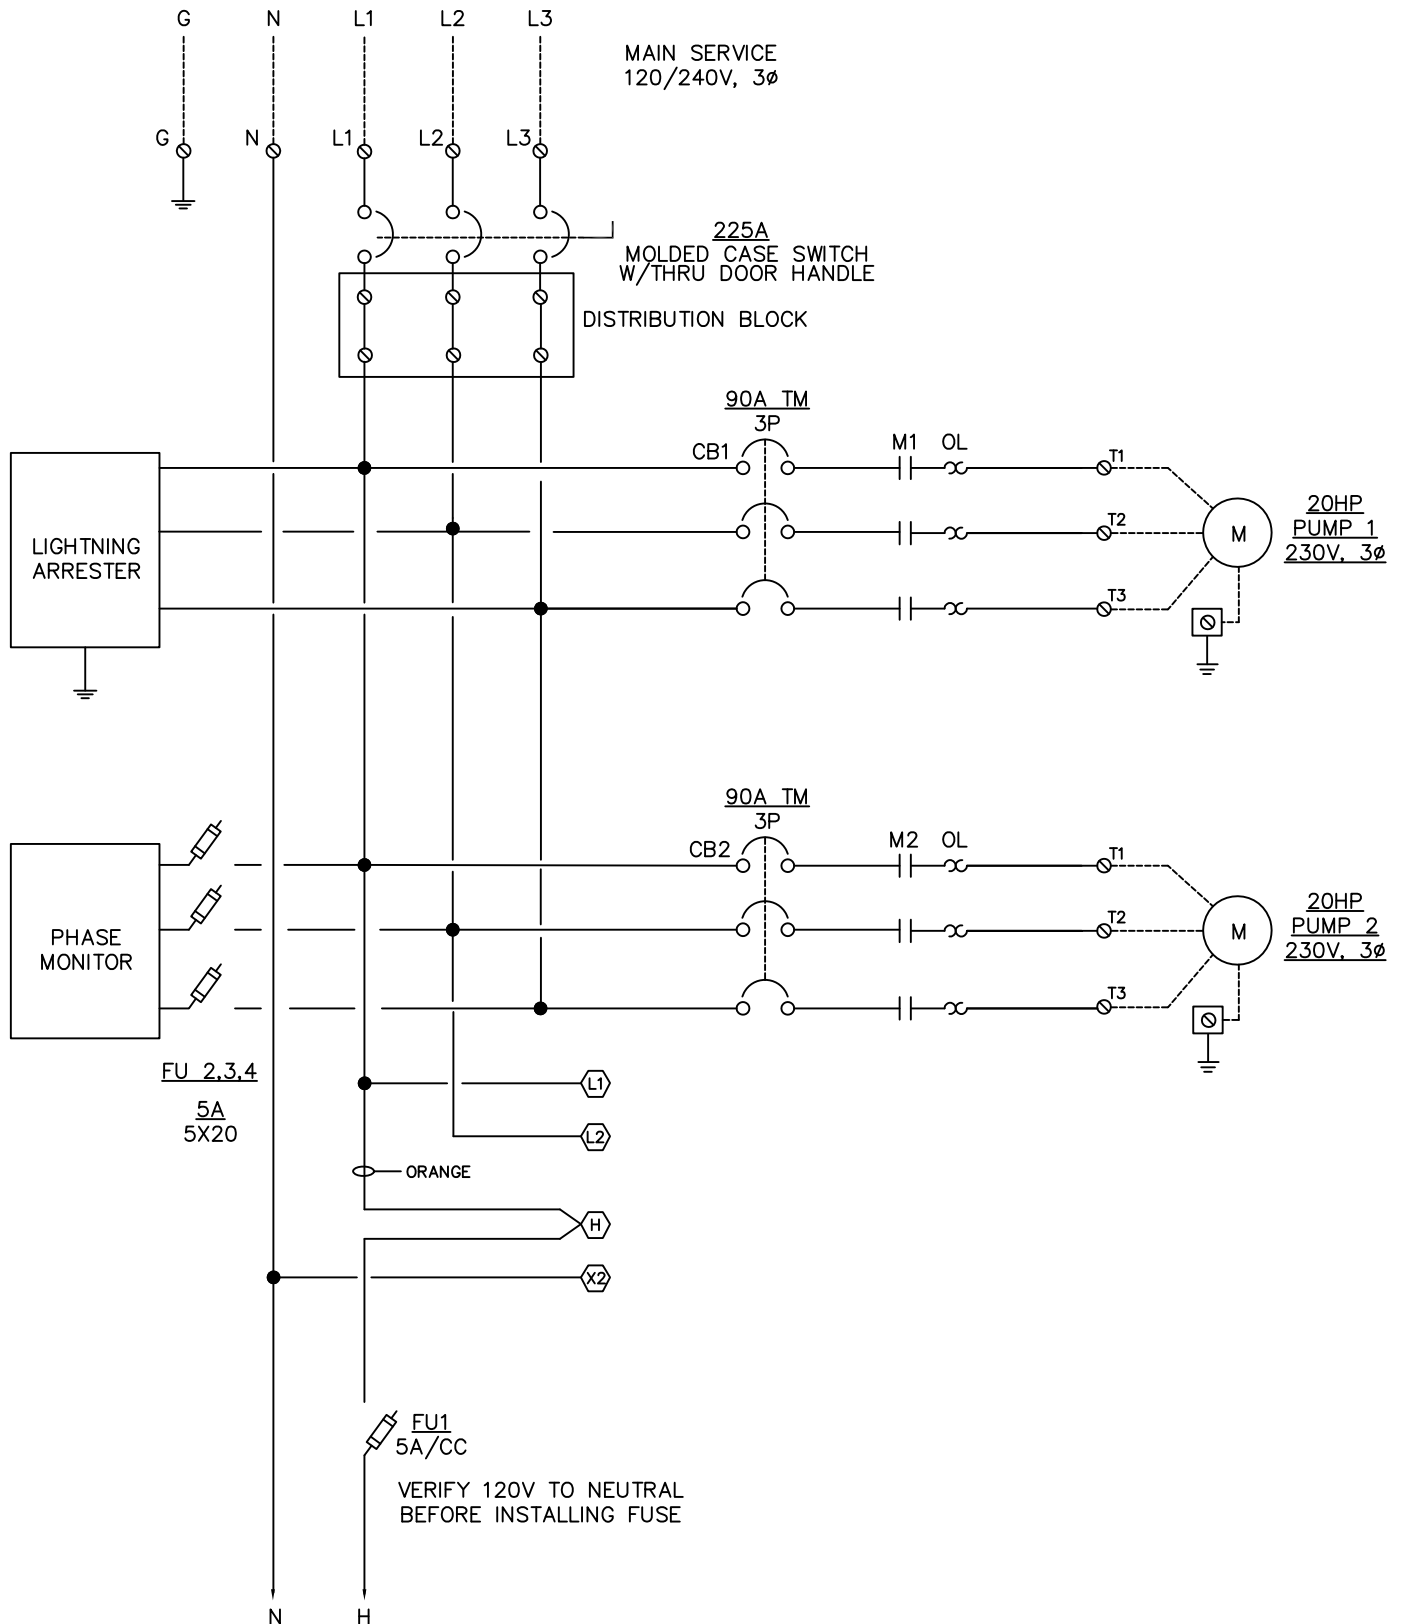 G N L1 L2 L3
MAIN SERVICE
120/240V, 3ø
G N L1 L2 L3
225A
MOLDED CASE SWITCH
W/THRU DOOR HANDLE
DISTRIBUTION BLOCK
90A TM
3P
CB1 M1 OL T1
T2
T3
LIGHTNING
ARRESTER
M
20HP
PUMP 1
230V, 3ø
90A TM
3P
CB2 M2 OL T1
T2
T3
PHASE
MONITOR
M
20HP
PUMP 2
230V, 3ø
FU 2,3,4
5A
5X20
L1
L2
ORANGE
H
X2
FU1
5A/CC
VERIFY 120V TO NEUTRAL
BEFORE INSTALLING FUSE
N H